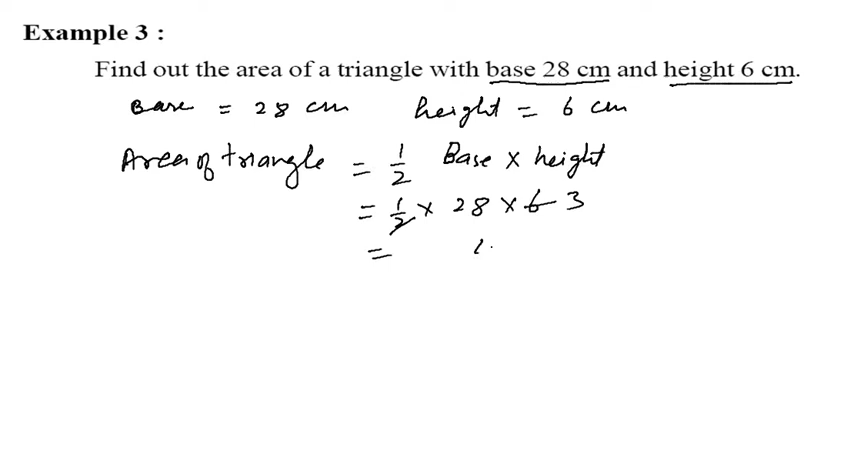 Example 3 :
Find out the area of a triangle with base 28 cm and height 6 cm.
Base = 28 cm height = 6 cm
Area of triangle = 1/2 Base × height
= 1/2 × 28 × 6 3
=